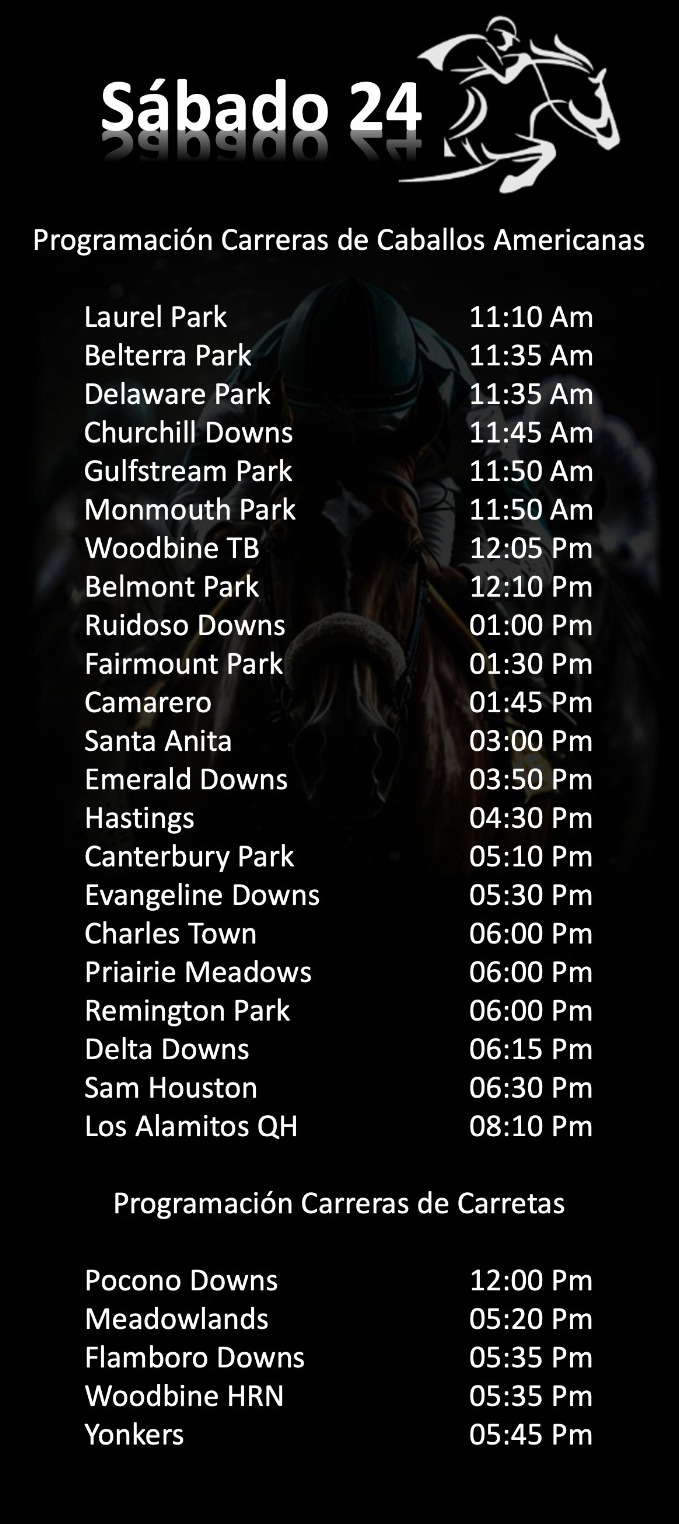 Sábado 24
Programación Carreras de Caballos Americanas
Laurel Park 11:10 Am
Belterra Park 11:35 Am
Delaware Park 11:35 Am
Churchill Downs 11:45 Am
Gulfstream Park 11:50 Am
Monmouth Park 11:50 Am
Woodbine TB 12:05 Pm
Belmont Park 12:10 Pm
Ruidoso Downs 01:00 Pm
Fairmount Park 01:30 Pm
Camarero 01:45 Pm
Santa Anita 03:00 Pm
Emerald Downs 03:50 Pm
Hastings 04:30 Pm
Canterbury Park 05:10 Pm
Evangeline Downs 05:30 Pm
Charles Town 06:00 Pm
Priairie Meadows 06:00 Pm
Remington Park 06:00 Pm
Delta Downs 06:15 Pm
Sam Houston 06:30 Pm
Los Alamitos QH 08:10 Pm
Programación Carreras de Carretas
Pocono Downs 12:00 Pm
Meadowlands 05:20 Pm
Flamboro Downs 05:35 Pm
Woodbine HRN 05:35 Pm
Yonkers 05:45 Pm